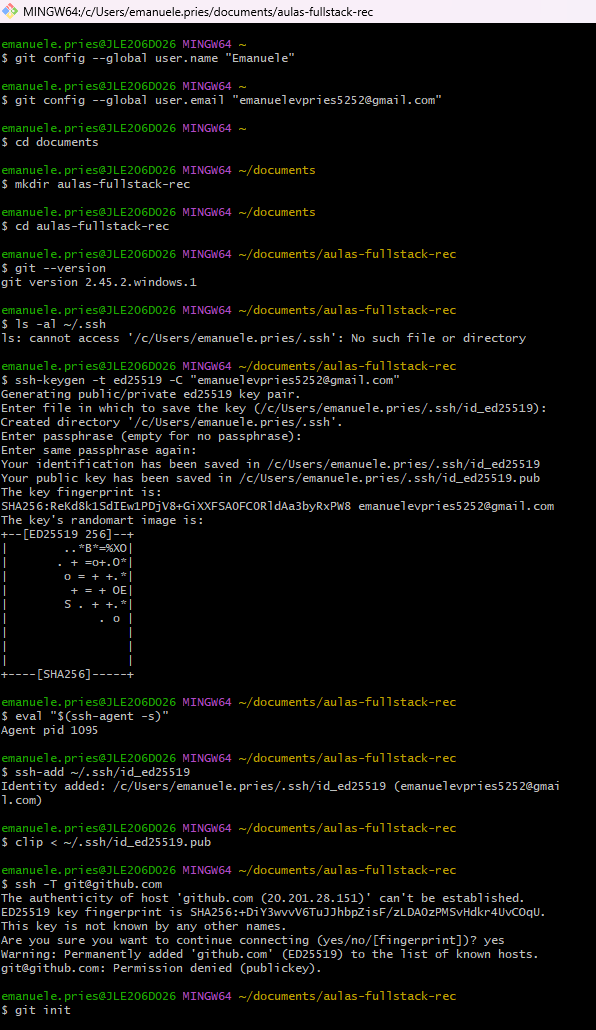 MINGW64:/c/Users/emanuele.pries/documents/aulas-fullstack-rec
emanuele.pries@JLE206D026 MINGW64 ~
$ git config --global user.name "Emanuele"
emanuele.pries@JLE206D026 MINGW64 ~
$ git config --global user.email "emanuelevpries5252@gmail.com"
emanuele.pries@JLE206D026 MINGW64 ~
$ cd documents
emanuele.pries@JLE206D026 MINGW64 ~/documents
$ mkdir aulas-fullstack-rec
emanuele.pries@JLE206D026 MINGW64 ~/documents
$ cd aulas-fullstack-rec
emanuele.pries@JLE206D026 MINGW64 ~/documents/aulas-fullstack-rec
$ git --version
git version 2.45.2.windows.1
emanuele.pries@JLE206D026 MINGW64 ~/documents/aulas-fullstack-rec
$ ls -al ~/.ssh
ls: cannot access '/c/Users/emanuele.pries/.ssh': No such file or directory
emanuele.pries@JLE206D026 MINGW64 ~/documents/aulas-fullstack-rec
$ ssh-keygen -t ed25519 -C "emanuelevpries5252@gmail.com"
Generating public/private ed25519 key pair.
Enter file in which to save the key (/c/Users/emanuele.pries/.ssh/id_ed25519):
Created directory '/c/Users/emanuele.pries/.ssh'.
Enter passphrase (empty for no passphrase):
Enter same passphrase again:
Your identification has been saved in /c/Users/emanuele.pries/.ssh/id_ed25519
Your public key has been saved in /c/Users/emanuele.pries/.ssh/id_ed25519.pub
The key fingerprint is:
SHA256:ReKd8k1SdIEw1PDjV8+GiXXFSAOFCORldAa3byRxPW8 emanuelevpries5252@gmail.com
The key's randomart image is:
+--[ED25519 256]--+
|        ..*B*=%XO|
|       . + =o+.O*|
|        o = + +.*|
|         + = + OE|
|        S . + +.*|
|             . o |
|                 |
|                 |
|                 |
+----[SHA256]-----+
emanuele.pries@JLE206D026 MINGW64 ~/documents/aulas-fullstack-rec
$ eval "$(ssh-agent -s)"
Agent pid 1095
emanuele.pries@JLE206D026 MINGW64 ~/documents/aulas-fullstack-rec
$ ssh-add ~/.ssh/id_ed25519
Identity added: /c/Users/emanuele.pries/.ssh/id_ed25519 (emanuelevpries5252@gmai
l.com)
emanuele.pries@JLE206D026 MINGW64 ~/documents/aulas-fullstack-rec
$ clip < ~/.ssh/id_ed25519.pub
emanuele.pries@JLE206D026 MINGW64 ~/documents/aulas-fullstack-rec
$ ssh -T git@github.com
The authenticity of host 'github.com (20.201.28.151)' can't be established.
ED25519 key fingerprint is SHA256:+DiY3wvvV6TuJJhbpZisF/zLDA0zPMSvHdkr4UvCOqU.
This key is not known by any other names.
Are you sure you want to continue connecting (yes/no/[fingerprint])? yes
Warning: Permanently added 'github.com' (ED25519) to the list of known hosts.
git@github.com: Permission denied (publickey).
emanuele.pries@JLE206D026 MINGW64 ~/documents/aulas-fullstack-rec
$ git init